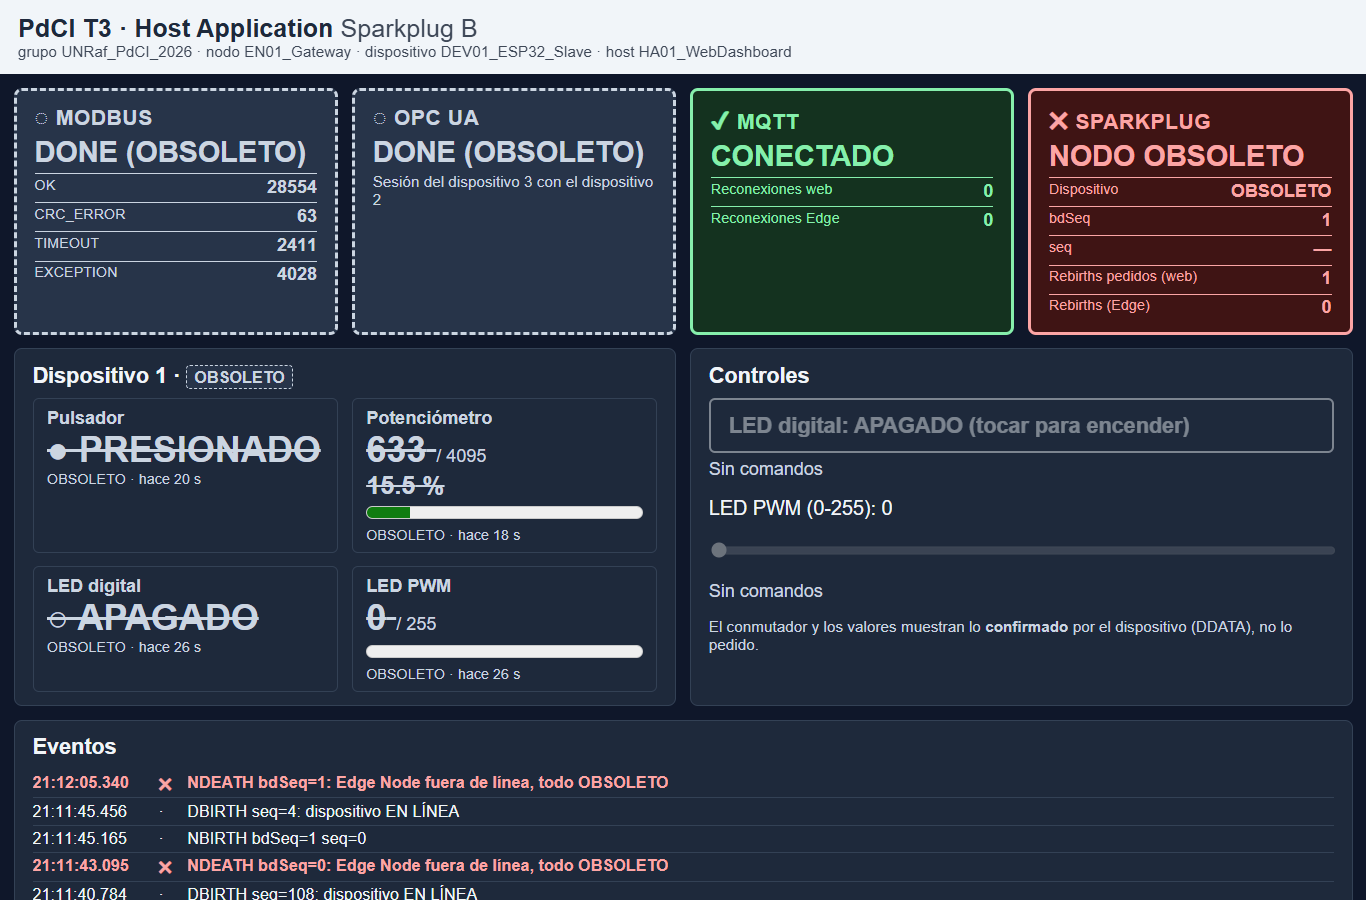 PdCI T3 · Host Application Sparkplug B
grupo UNRaf_PdCI_2026 · nodo EN01_Gateway · dispositivo DEV01_ESP32_Slave · host HA01_WebDashboard
◌ MODBUS
DONE (OBSOLETO)
OK 28554
CRC_ERROR 63
TIMEOUT 2411
EXCEPTION 4028
◌ OPC UA
DONE (OBSOLETO)
Sesión del dispositivo 3 con el dispositivo
2
✔ MQTT
CONECTADO
Reconexiones web 0
Reconexiones Edge 0
✕ SPARKPLUG
NODO OBSOLETO
Dispositivo OBSOLETO
bdSeq 1
seq —
Rebirths pedidos (web) 1
Rebirths (Edge) 0
Dispositivo 1 · OBSOLETO
Pulsador
● PRESIONADO
OBSOLETO · hace 20 s
Potenciómetro
633 / 4095
15.5 %
OBSOLETO · hace 18 s
LED digital
○ APAGADO
OBSOLETO · hace 26 s
LED PWM
0 / 255
OBSOLETO · hace 26 s
Controles
LED digital: APAGADO (tocar para encender)
Sin comandos
LED PWM (0-255): 0
Sin comandos
El conmutador y los valores muestran lo confirmado por el dispositivo (DDATA), no lo
pedido.
Eventos
21:12:05.340 ✕ NDEATH bdSeq=1: Edge Node fuera de línea, todo OBSOLETO
21:11:45.456 · DBIRTH seq=4: dispositivo EN LÍNEA
21:11:45.165 · NBIRTH bdSeq=1 seq=0
21:11:43.095 ✕ NDEATH bdSeq=0: Edge Node fuera de línea, todo OBSOLETO
21:11:40.784 · DBIRTH seq=108: dispositivo EN LÍNEA